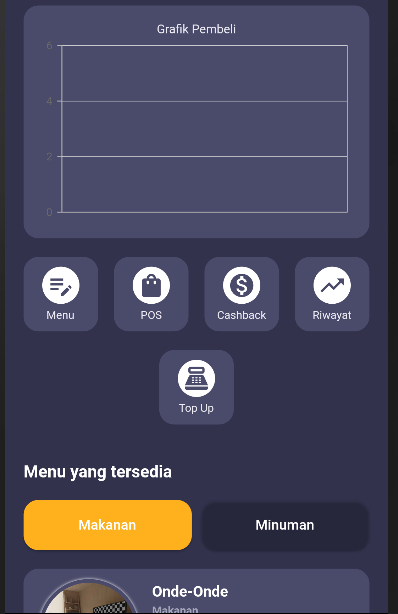 Grafik Pembeli
6
4
2
0
Menu POS Cashback Riwayat
Top Up
Menu yang tersedia
Makanan Minuman
Onde-Onde
Makanan